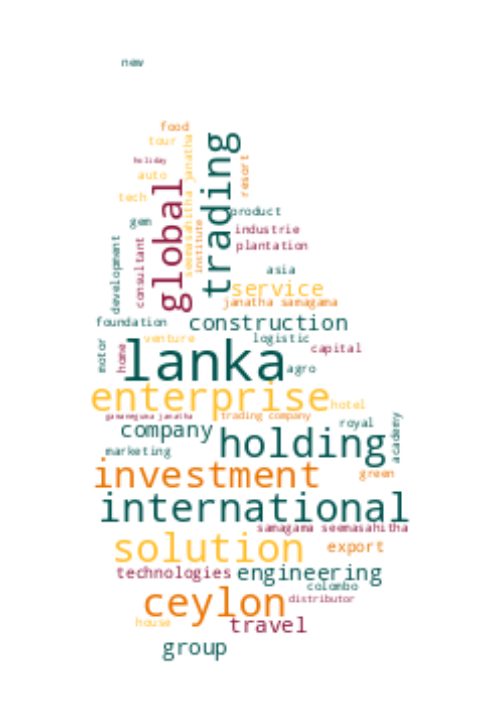 new
food
tour
trading
seemasahitha janatha
holiday
resort
auto
global
tech
product
gem
institute
industrie
development
consultant
plantation
asia
service
janatha samagama
foundation
construction
venture
logistic
motor
home
lanka
capital
agro
enterprise
hotel
trading company
royal
academy
company
holding
marketing
investment
green
international
samagama seemasahitha
solution
export
technologies
engineering
colombo
ceylon
distributor
house
travel
group